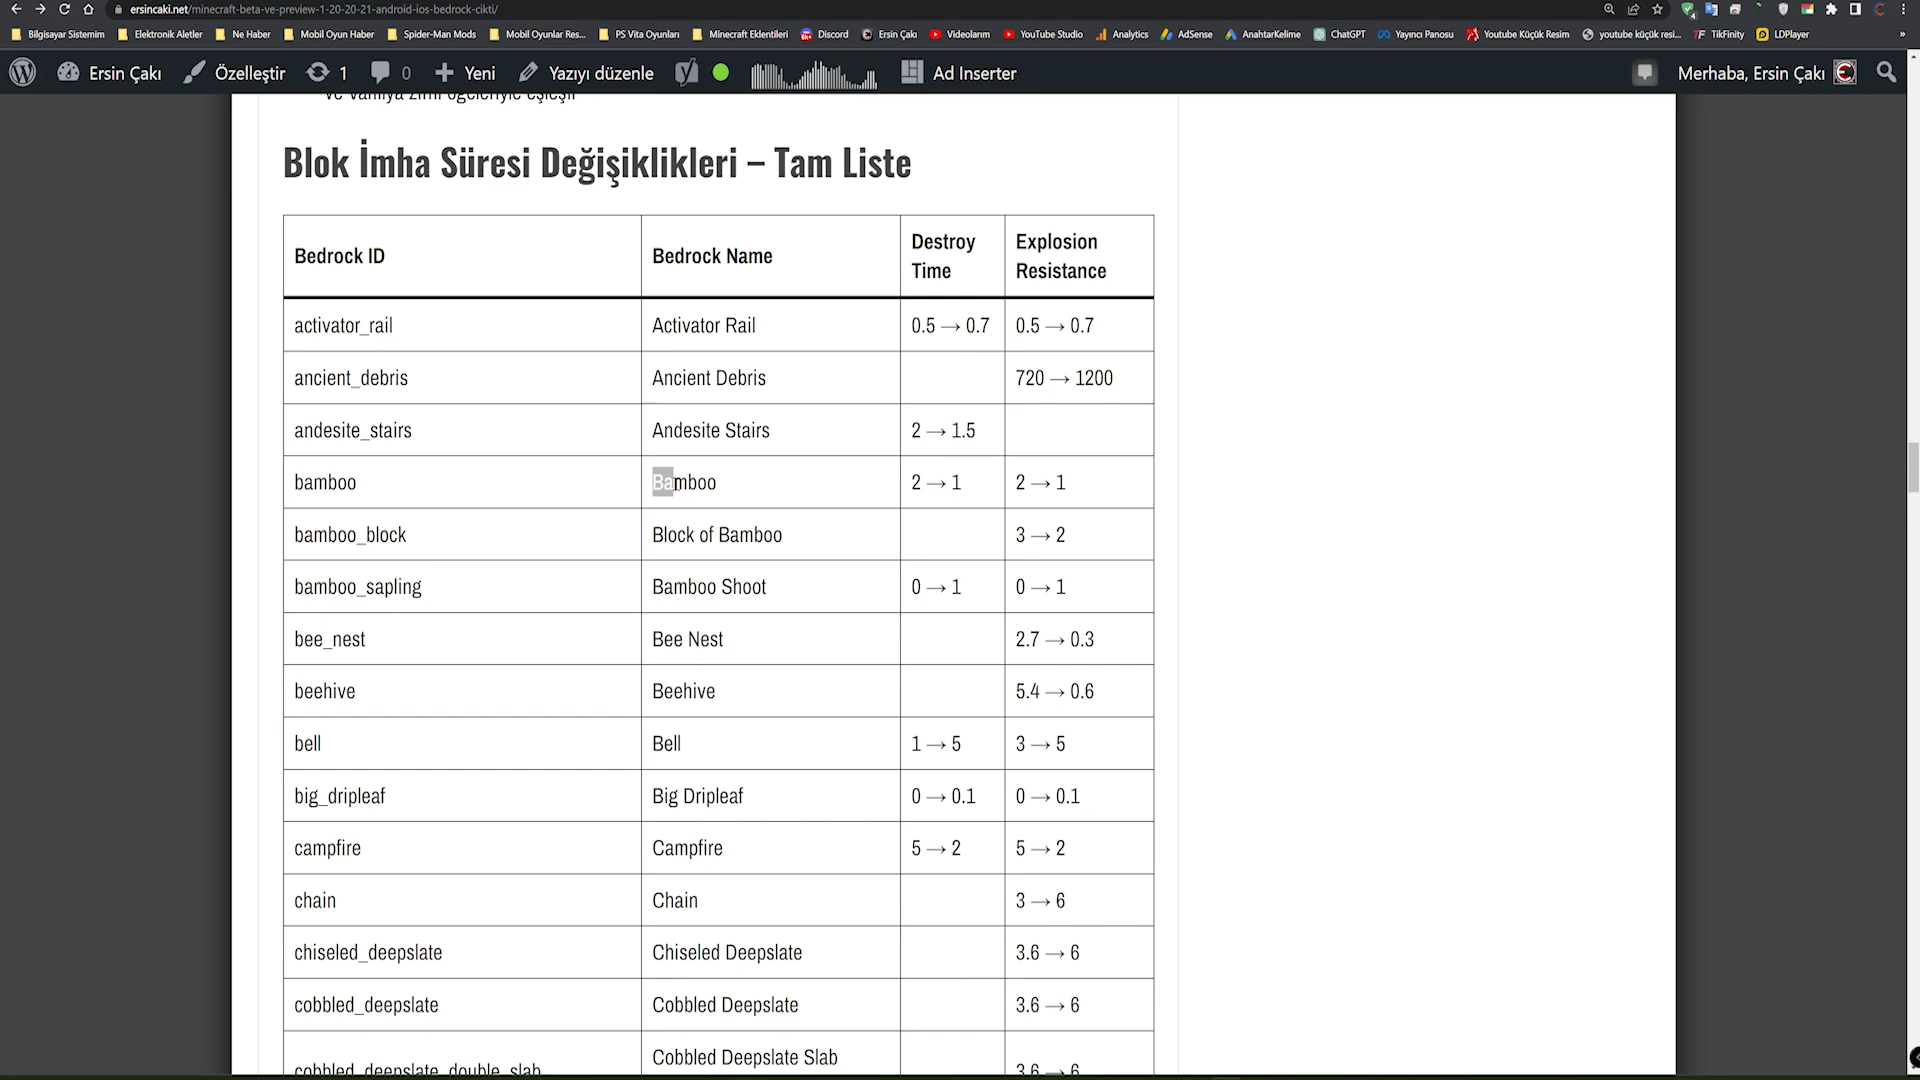 ersincaki.net/minecraft-beta-ve-preview-1-20-20-21-android-ios-bedrock-cikti/
Bilgisayar Sistemim Elektronik Aletler Ne Haber Mobil Oyun Haber Spider-Man Mods Mobil Oyunlar Res... PS Vita Oyunları Minecraft Eklentileri Discord Ersin Çakı Videolarım YouTube Studio Analytics AdSense AnahtarKelime ChatGPT Yayıncı Panosu Youtube Küçük Resim youtube küçük resi... TikFinity LDPlayer »
Ersin Çakı Özelleştir 1 0 Yeni Yazıyı düzenle Ad Inserter Merhaba, Ersin Çakı
ve vanilya zırhı öğeleriyle eşleşir
Blok İmha Süresi Değişiklikleri – Tam Liste
Bedrock ID Bedrock Name Destroy Time Explosion Resistance
activator_rail Activator Rail 0.5 → 0.7 0.5 → 0.7
ancient_debris Ancient Debris 720 → 1200
andesite_stairs Andesite Stairs 2 → 1.5
bamboo Bamboo 2 → 1 2 → 1
bamboo_block Block of Bamboo 3 → 2
bamboo_sapling Bamboo Shoot 0 → 1 0 → 1
bee_nest Bee Nest 2.7 → 0.3
beehive Beehive 5.4 → 0.6
bell Bell 1 → 5 3 → 5
big_dripleaf Big Dripleaf 0 → 0.1 0 → 0.1
campfire Campfire 5 → 2 5 → 2
chain Chain 3 → 6
chiseled_deepslate Chiseled Deepslate 3.6 → 6
cobbled_deepslate Cobbled Deepslate 3.6 → 6
cobbled_deepslate_double_slab Cobbled Deepslate Slab 3.6 → 6